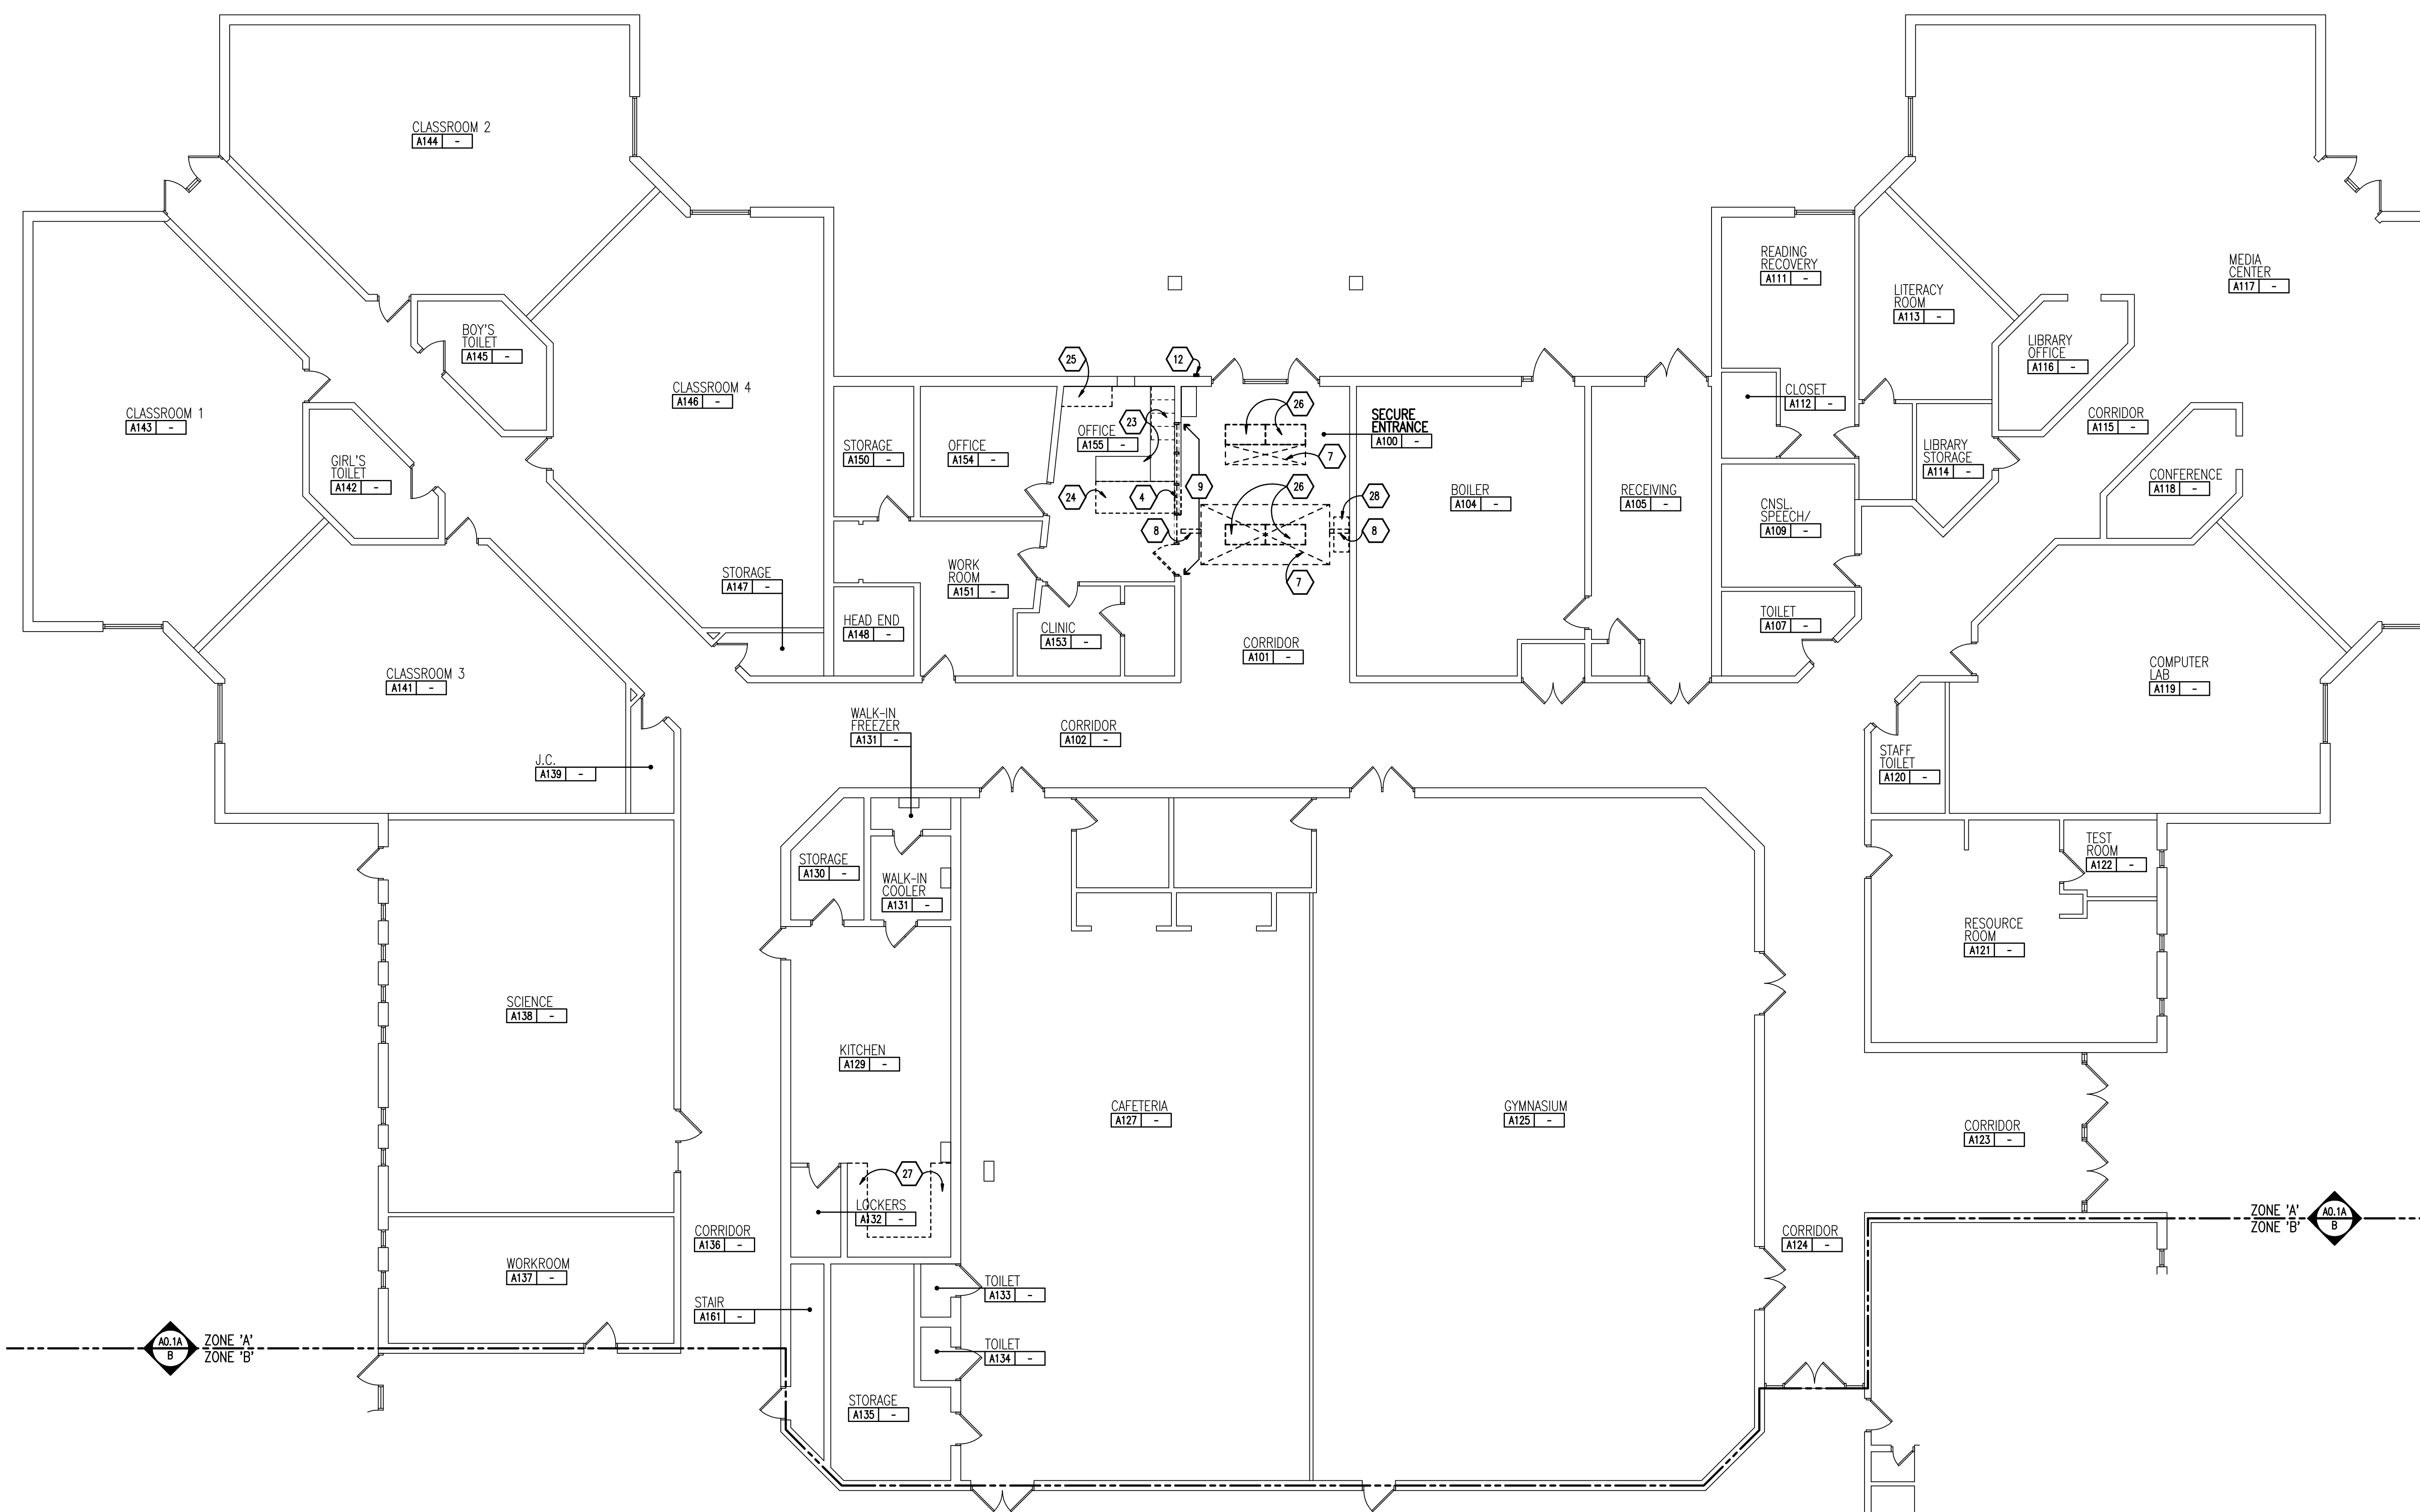 CLASSROOM 2
A144 -
CLASSROOM 1
A143 -
BOY'S
TOILET
A145 -
GIRL'S
TOILET
A142 -
CLASSROOM 4
A146 -
STORAGE
A147 -
CLASSROOM 3
A141 -
J.C.
A139 -
STORAGE
A150 -
OFFICE
A154 -
OFFICE
A155 -
WORK
ROOM
A151 -
HEAD END
A148 -
CLINIC
A153 -
25
12
23
24
4
9
8
26
7
26
28
8
7
SECURE
ENTRANCE
A100 -
CORRIDOR
A101 -
BOILER
A104 -
RECEIVING
A105 -
READING
RECOVERY
A111 -
CLOSET
A112 -
CNSL.
SPEECH/
A109 -
TOILET
A107 -
LITERACY
ROOM
A113 -
LIBRARY
STORAGE
A114 -
LIBRARY
OFFICE
A116 -
MEDIA
CENTER
A117 -
CORRIDOR
A115 -
CONFERENCE
A118 -
COMPUTER
LAB
A119 -
STAFF
TOILET
A120 -
TEST
ROOM
A122 -
RESOURCE
ROOM
A121 -
CORRIDOR
A123 -
WALK-IN
FREEZER
A131 -
CORRIDOR
A102 -
STORAGE
A130 -
WALK-IN
COOLER
A131 -
SCIENCE
A138 -
KITCHEN
A129 -
CAFETERIA
A127 -
GYMNASIUM
A125 -
27
LOCKERS
A132 -
CORRIDOR
A136 -
WORKROOM
A137 -
STAIR
A161 -
TOILET
A133 -
TOILET
A134 -
STORAGE
A135 -
CORRIDOR
A124 -
A0.1A
B
ZONE 'A'
ZONE 'B'
ZONE 'A'
ZONE 'B'
A0.1A
B